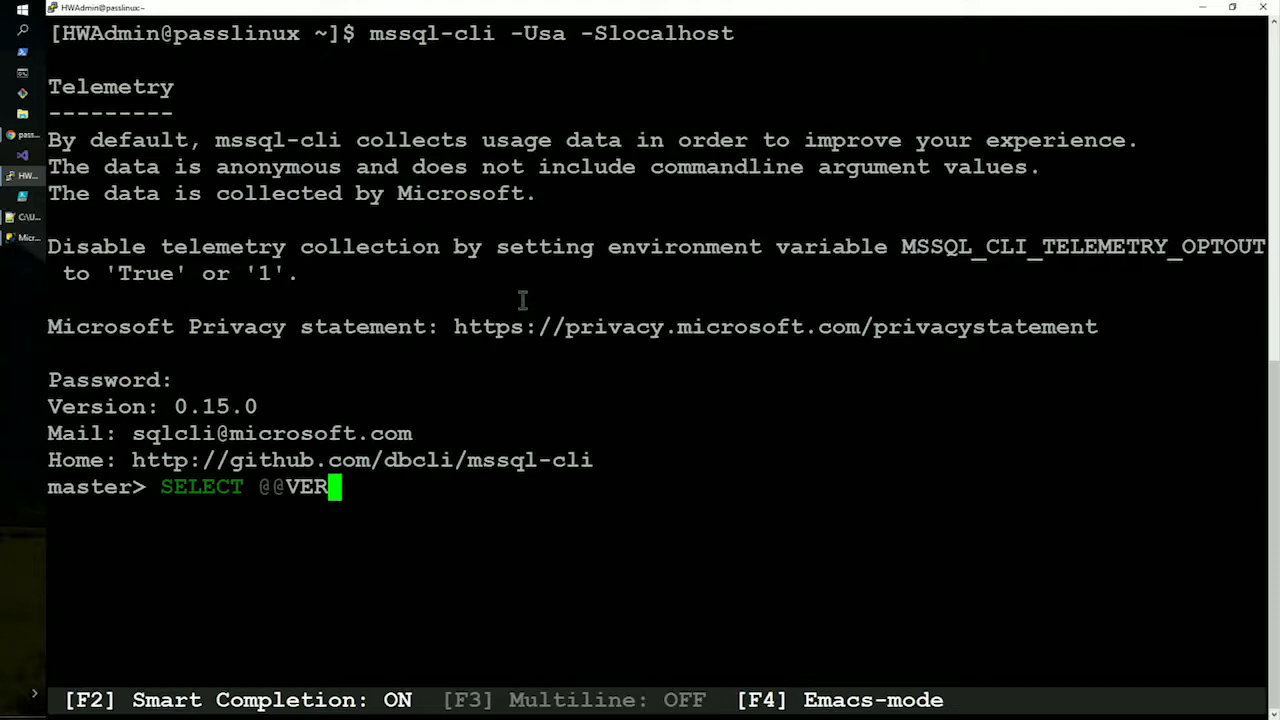 HWAdmin@passlinux:~
[HWAdmin@passlinux ~]$ mssql-cli -Usa -Slocalhost
Telemetry
---------
By default, mssql-cli collects usage data in order to improve your experience.
The data is anonymous and does not include commandline argument values.
The data is collected by Microsoft.
Disable telemetry collection by setting environment variable MSSQL_CLI_TELEMETRY_OPTOUT
to 'True' or '1'.
Microsoft Privacy statement: https://privacy.microsoft.com/privacystatement
Password:
Version: 0.15.0
Mail: sqlcli@microsoft.com
Home: http://github.com/dbcli/mssql-cli
master> SELECT @@VER
[F2] Smart Completion: ON [F3] Multiline: OFF [F4] Emacs-mode
pass...
HW...
C:\U...
Micr...